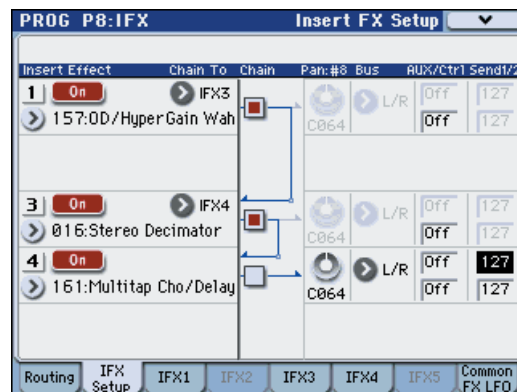 PROG P8:IFX Insert FX Setup
Insert Effect Chain To Chain Pan:#8 Bus AUX/Ctrl Send1/2
1 On IFX3 L/R Off 127
157:OD/HyperGain Wah C064 Off 127
3 On IFX4 L/R Off 127
016:Stereo Decimator C064 Off 127
4 On L/R Off 127
161:Multitap Cho/Delay C064 Off 127
Routing IFX Setup IFX1 IFX2 IFX3 IFX4 IFX5 Common FX LFO